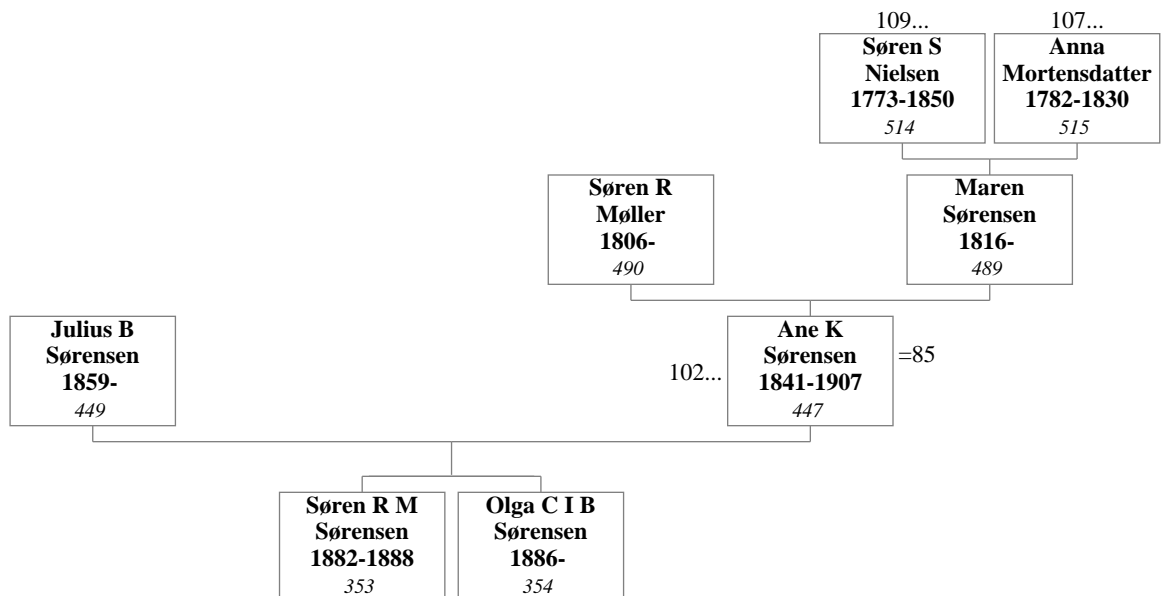 109...
107...
Søren S
Nielsen
1773-1850
514
Anna
Mortensdatter
1782-1830
515
Søren R
Møller
1806-
490
Maren
Sørensen
1816-
489
Julius B
Sørensen
1859-
449
102...
Ane K
Sørensen
1841-1907
447
=85
Søren R M
Sørensen
1882-1888
353
Olga C I B
Sørensen
1886-
354